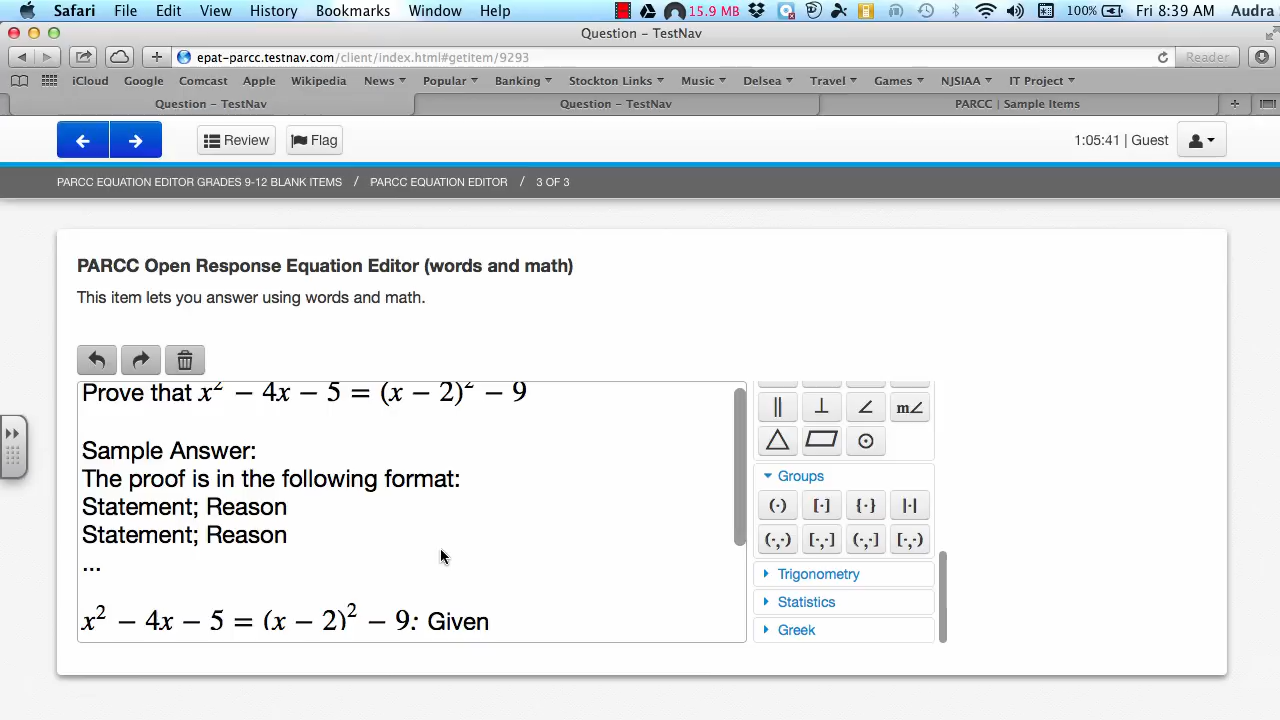 Safari File Edit View History Bookmarks Window Help 15.9 MB 100% Fri 8:39 AM Audra
Question – TestNav
epat-parcc.testnav.com/client/index.html#getitem/9293 Reader
iCloud Google Comcast Apple Wikipedia News Popular Banking Stockton Links Music Delsea Travel Games NJSIAA IT Project
Question – TestNav Question – TestNav PARCC | Sample Items
Review Flag 1:05:41 | Guest
PARCC EQUATION EDITOR GRADES 9-12 BLANK ITEMS / PARCC EQUATION EDITOR / 3 OF 3
PARCC Open Response Equation Editor (words and math)
This item lets you answer using words and math.
Prove that x² − 4x − 5 = (x − 2)² − 9
Sample Answer:
The proof is in the following format:
Statement; Reason
Statement; Reason
...
x² − 4x − 5 = (x − 2)² − 9: Given
|| ⊥ ∠ m∠
△ ▱ ⊙
Groups
(·) [·] {·} |·|
(·,·) [·,·] (·,·] [·,·)
Trigonometry
Statistics
Greek